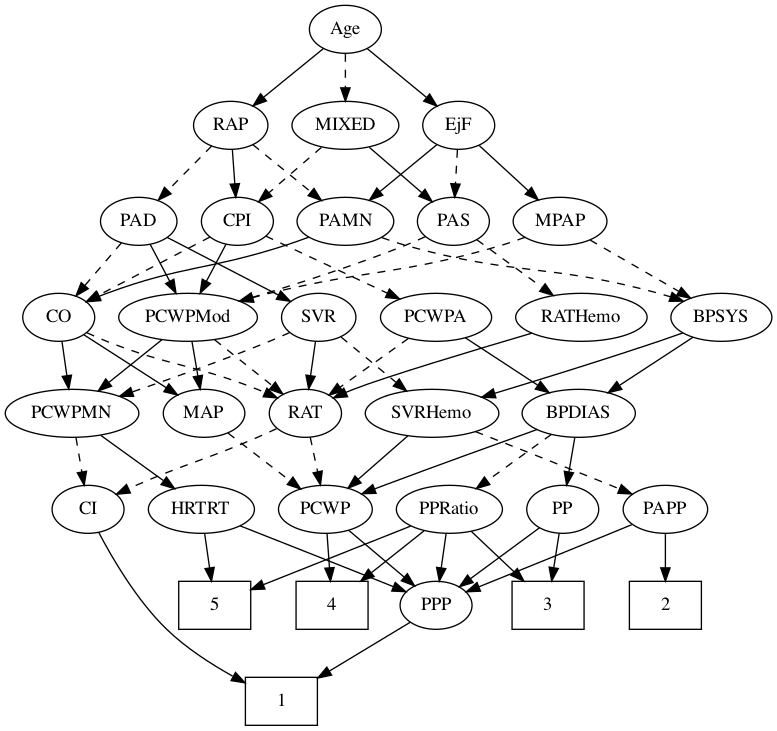 Age
RAP MIXED EjF
PAD CPI PAMN PAS MPAP
CO PCWPMod SVR PCWPA RATHemo BPSYS
PCWPMN MAP RAT SVRHemo BPDIAS
CI HRTRT PCWP PPRatio PP PAPP
5 4 PPP 3 2
1